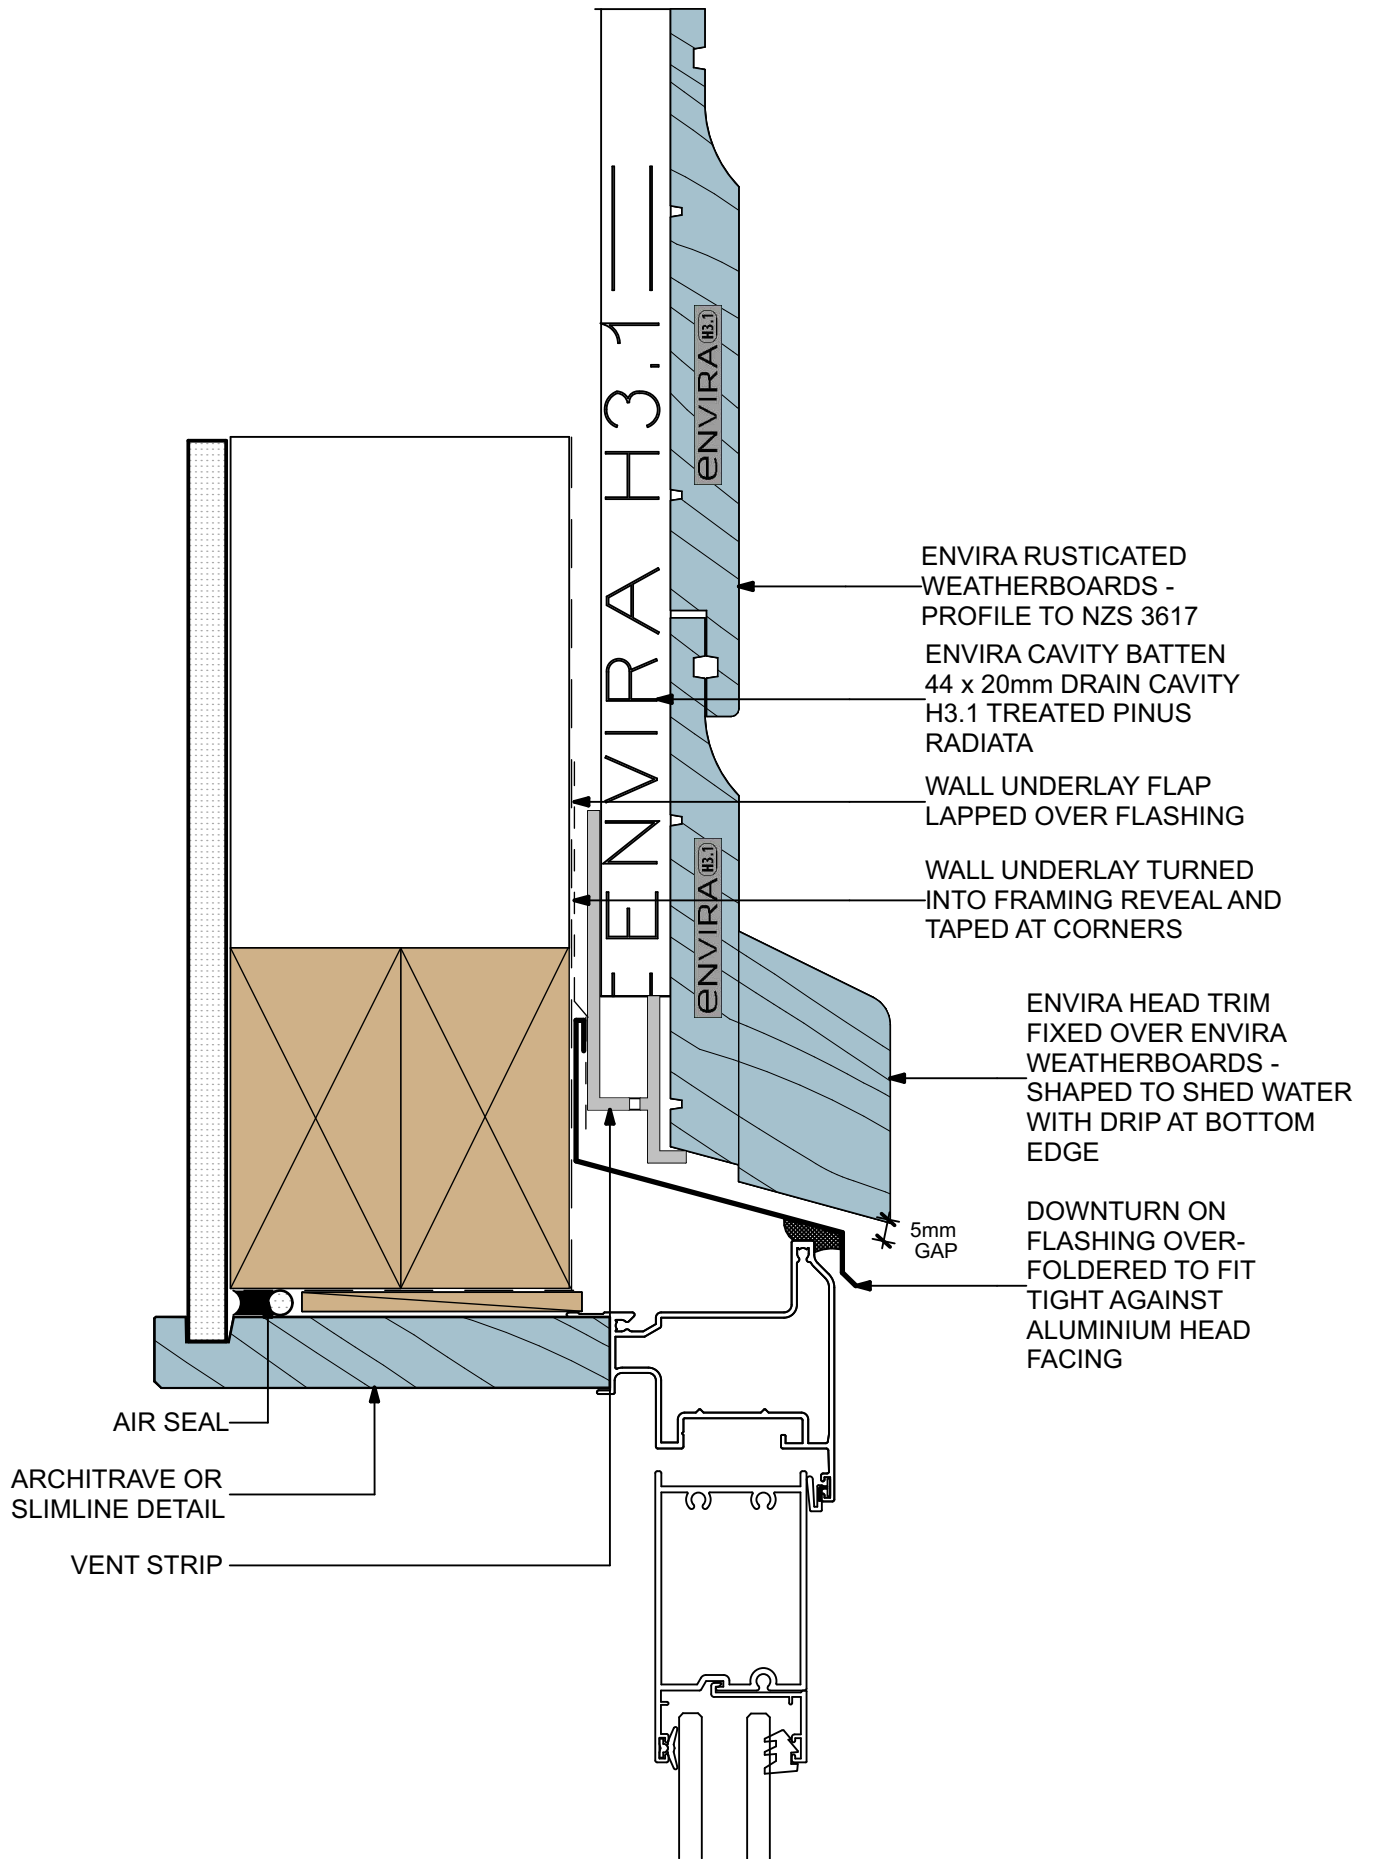 ENVIRA H3.1
eNVIRA H3.1
eNVIRA H3.1
ENVIRA RUSTICATED
WEATHERBOARDS -
PROFILE TO NZS 3617
ENVIRA CAVITY BATTEN
44 x 20mm DRAIN CAVITY
H3.1 TREATED PINUS
RADIATA
WALL UNDERLAY FLAP
LAPPED OVER FLASHING
WALL UNDERLAY TURNED
INTO FRAMING REVEAL AND
TAPED AT CORNERS
ENVIRA HEAD TRIM
FIXED OVER ENVIRA
WEATHERBOARDS -
SHAPED TO SHED WATER
WITH DRIP AT BOTTOM
EDGE
5mm
GAP
DOWNTURN ON
FLASHING OVER-
FOLDERED TO FIT
TIGHT AGAINST
ALUMINIUM HEAD
FACING
AIR SEAL
ARCHITRAVE OR
SLIMLINE DETAIL
VENT STRIP